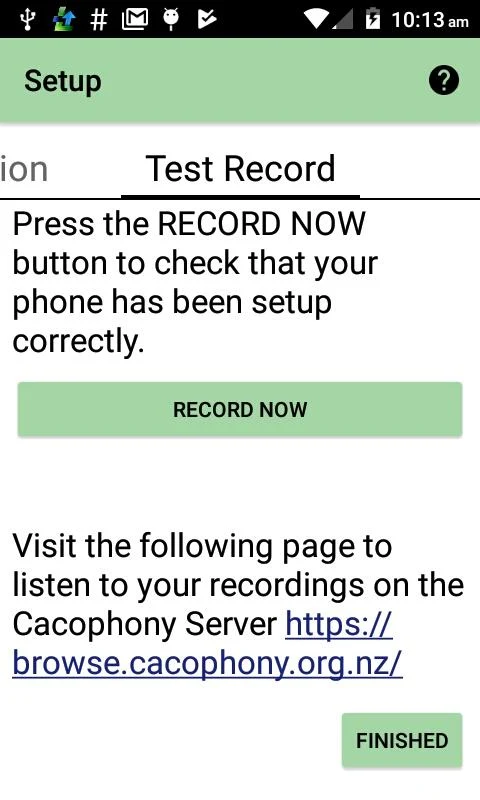 10:13 am
Setup
ion
Test Record
Press the RECORD NOW
button to check that your
phone has been setup
correctly.
RECORD NOW
Visit the following page to
listen to your recordings on the
Cacophony Server https://
browse.cacophony.org.nz/
FINISHED